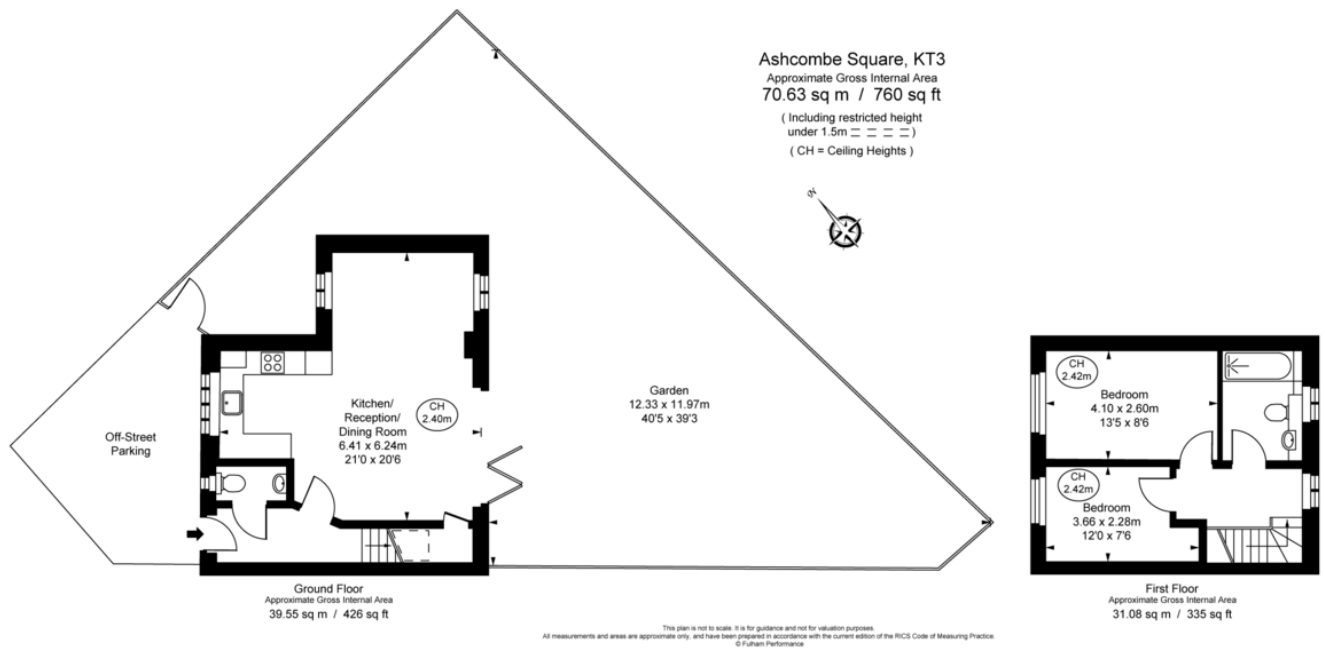 Ashcombe Square, KT3
Approximate Gross Internal Area
70.63 sq m / 760 sq ft
( Including restricted height
under 1.5m )
( CH = Ceiling Heights )
N
Off-Street
Parking
Kitchen/
Reception/
Dining Room
6.41 x 6.24m
21'0 x 20'6
CH
2.40m
Garden
12.33 x 11.97m
40'5 x 39'3
Ground Floor
Approximate Gross Internal Area
39.55 sq m / 426 sq ft
CH
2.42m
Bedroom
4.10 x 2.60m
13'5 x 8'6
CH
2.42m
Bedroom
3.66 x 2.28m
12'0 x 7'6
First Floor
Approximate Gross Internal Area
31.08 sq m / 335 sq ft
This plan is not to scale. It is for guidance and not for valuation purposes.
All measurements and areas are approximate only, and have been prepared in accordance with the current edition of the RICS Code of Measuring Practice.
© Fulham Performance